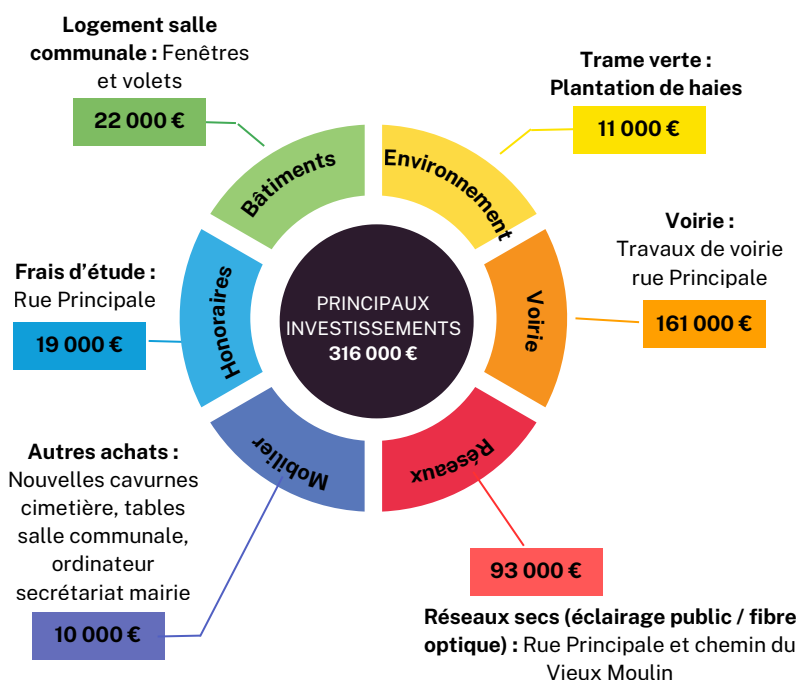 Logement salle
communale : Fenêtres
et volets
22 000 €
Trame verte :
Plantation de haies
11 000 €
Bâtiments
Environnement
Voirie :
Travaux de voirie
rue Principale
161 000 €
Voirie
Frais d’étude :
Rue Principale
19 000 €
Honoraires
PRINCIPAUX
INVESTISSEMENTS
316 000 €
Mobilier
Réseaux
Autres achats :
Nouvelles cavurnes
cimetière, tables
salle communale,
ordinateur
secrétariat mairie
10 000 €
93 000 €
Réseaux secs (éclairage public / fibre
optique) : Rue Principale et chemin du
Vieux Moulin